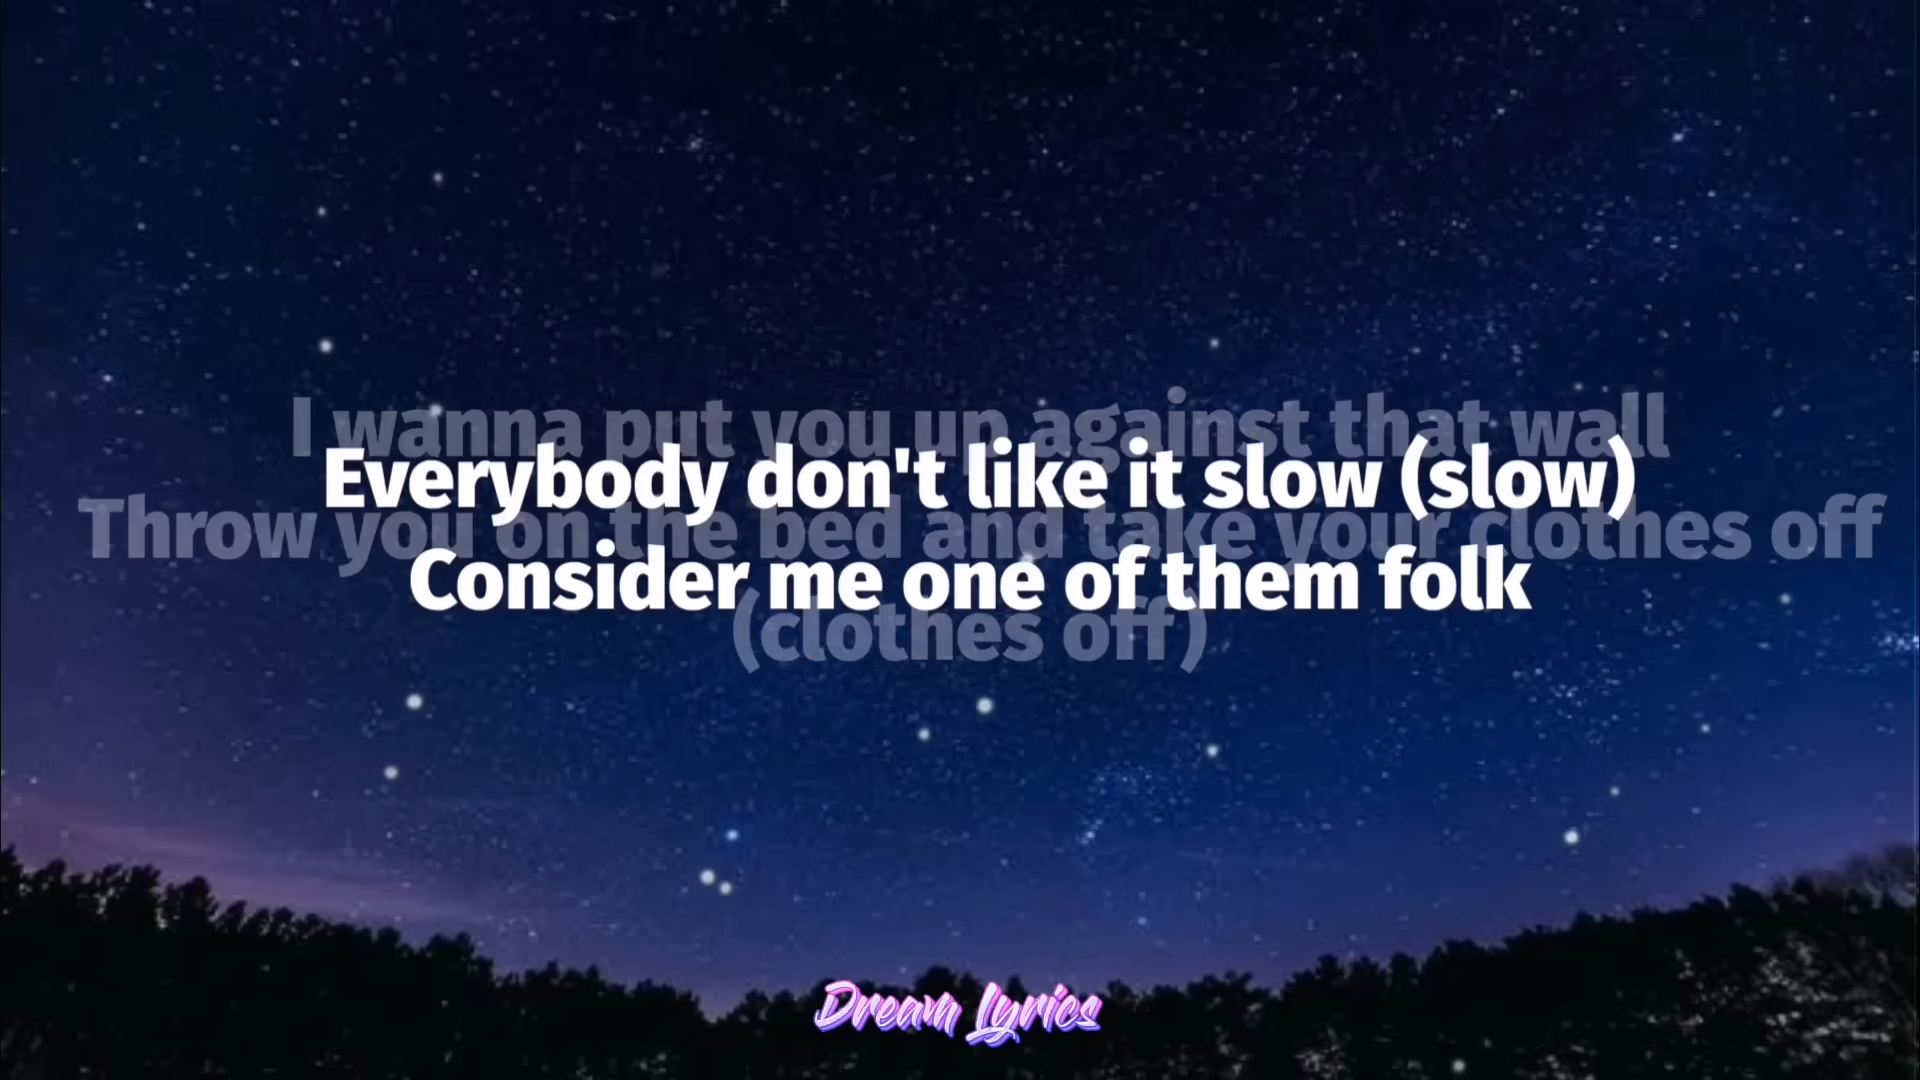 I wanna put you up against that wall
Everybody don't like it slow (slow)
Throw you on the bed and take your clothes off
Consider me one of them folk
(clothes off)
Dream Lyrics